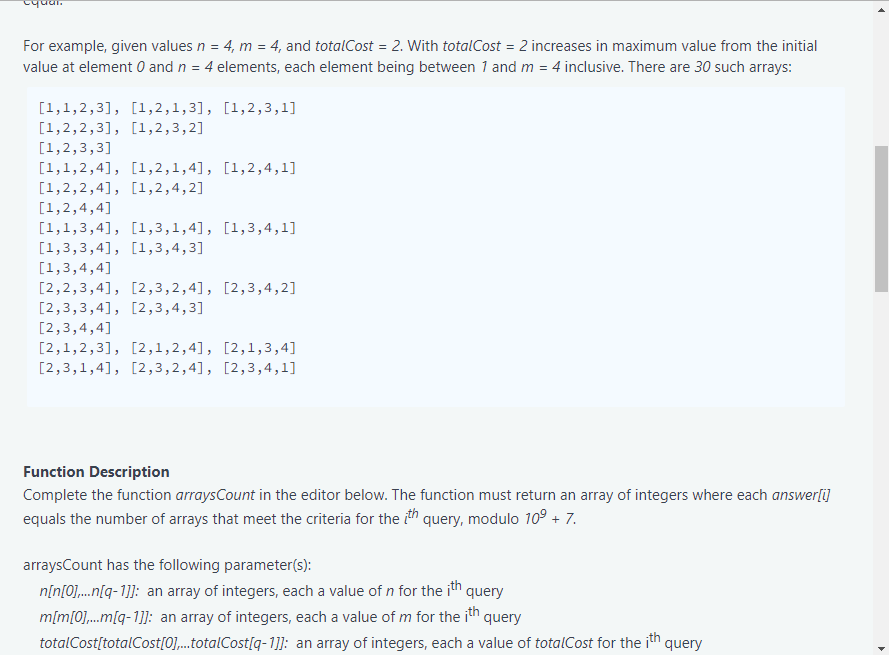 equal.
For example, given values n = 4, m = 4, and totalCost = 2. With totalCost = 2 increases in maximum value from the initial
value at element 0 and n = 4 elements, each element being between 1 and m = 4 inclusive. There are 30 such arrays:
[1,1,2,3], [1,2,1,3], [1,2,3,1]
[1,2,2,3], [1,2,3,2]
[1,2,3,3]
[1,1,2,4], [1,2,1,4], [1,2,4,1]
[1,2,2,4], [1,2,4,2]
[1,2,4,4]
[1,1,3,4], [1,3,1,4], [1,3,4,1]
[1,3,3,4], [1,3,4,3]
[1,3,4,4]
[2,2,3,4], [2,3,2,4], [2,3,4,2]
[2,3,3,4], [2,3,4,3]
[2,3,4,4]
[2,1,2,3], [2,1,2,4], [2,1,3,4]
[2,3,1,4], [2,3,2,4], [2,3,4,1]
Function Description
Complete the function arraysCount in the editor below. The function must return an array of integers where each answer[i]
equals the number of arrays that meet the criteria for the ith query, modulo 10^9 + 7.
arraysCount has the following parameter(s):
n[n[0],...n[q-1]]: an array of integers, each a value of n for the ith query
m[m[0],...m[q-1]]: an array of integers, each a value of m for the ith query
totalCost[totalCost[0],...totalCost[q-1]]: an array of integers, each a value of totalCost for the ith query